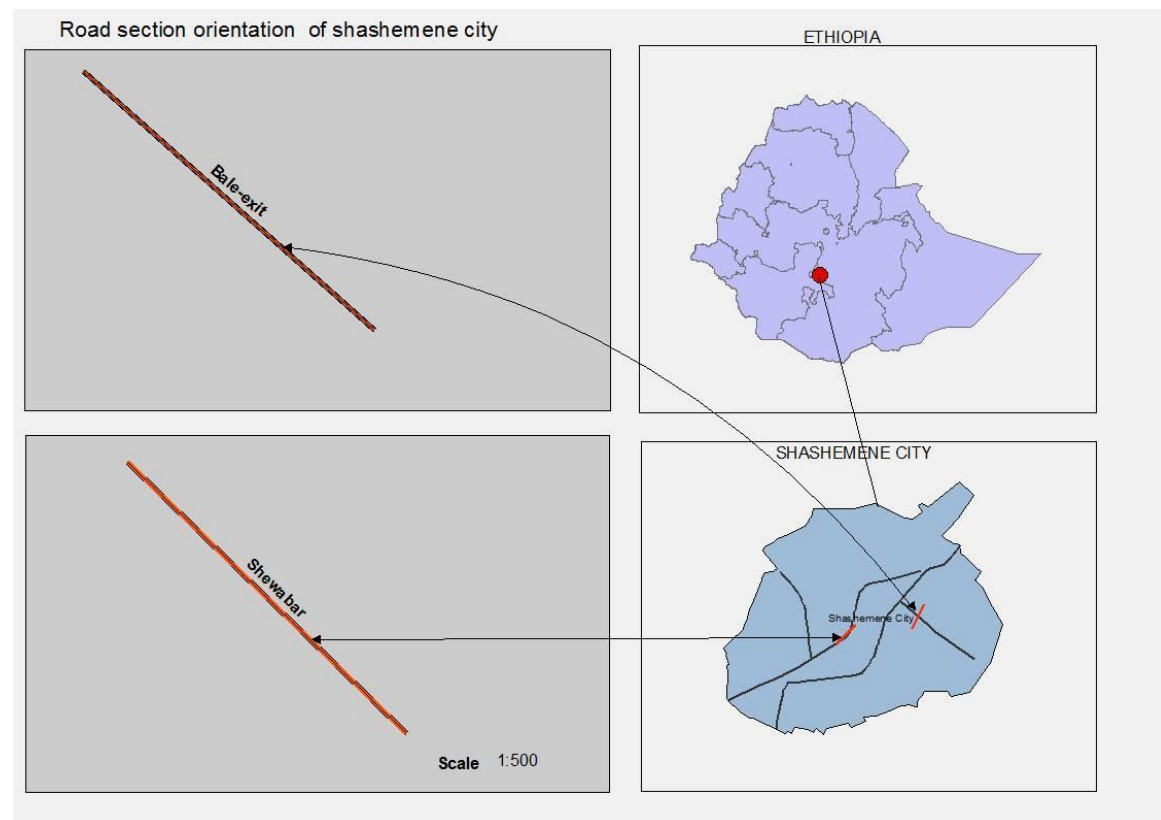 Road section orientation of shashemene city
ETHIOPIA
Bale-exit
SHASHEMENE CITY
Shewabar
Shashemene City
Scale 1:500